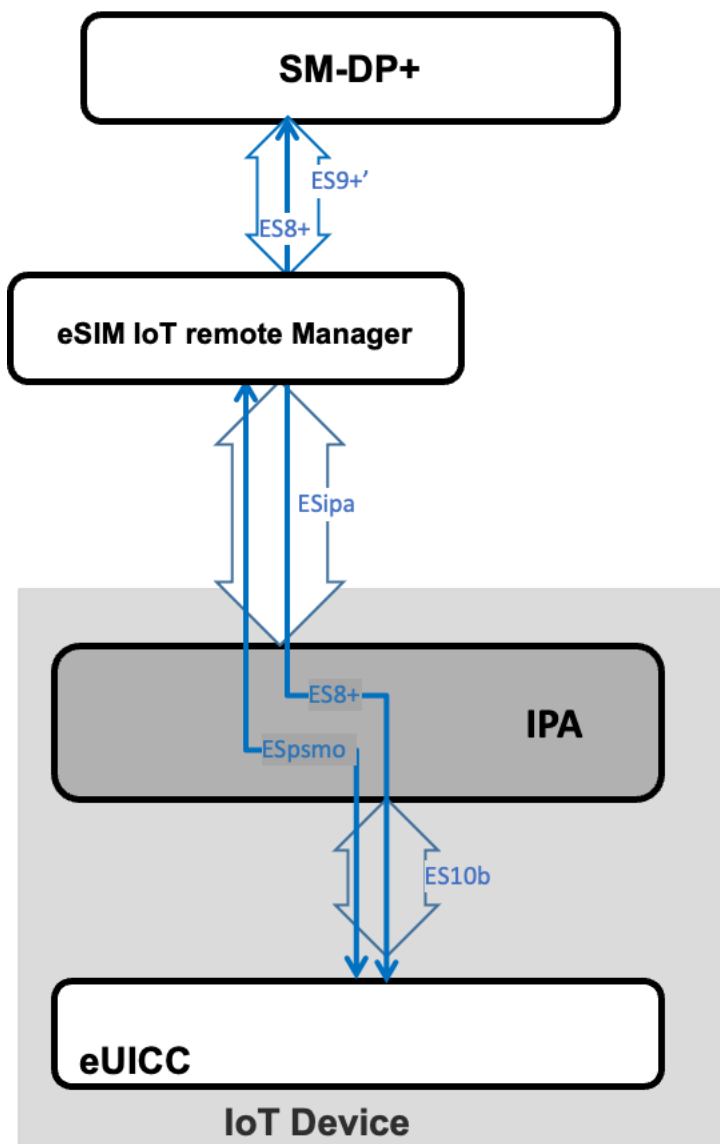 SM-DP+
ES9+’
ES8+
eSIM IoT remote Manager
ESipa
ES8+
IPA
ESpsmo
ES10b
eUICC
IoT Device